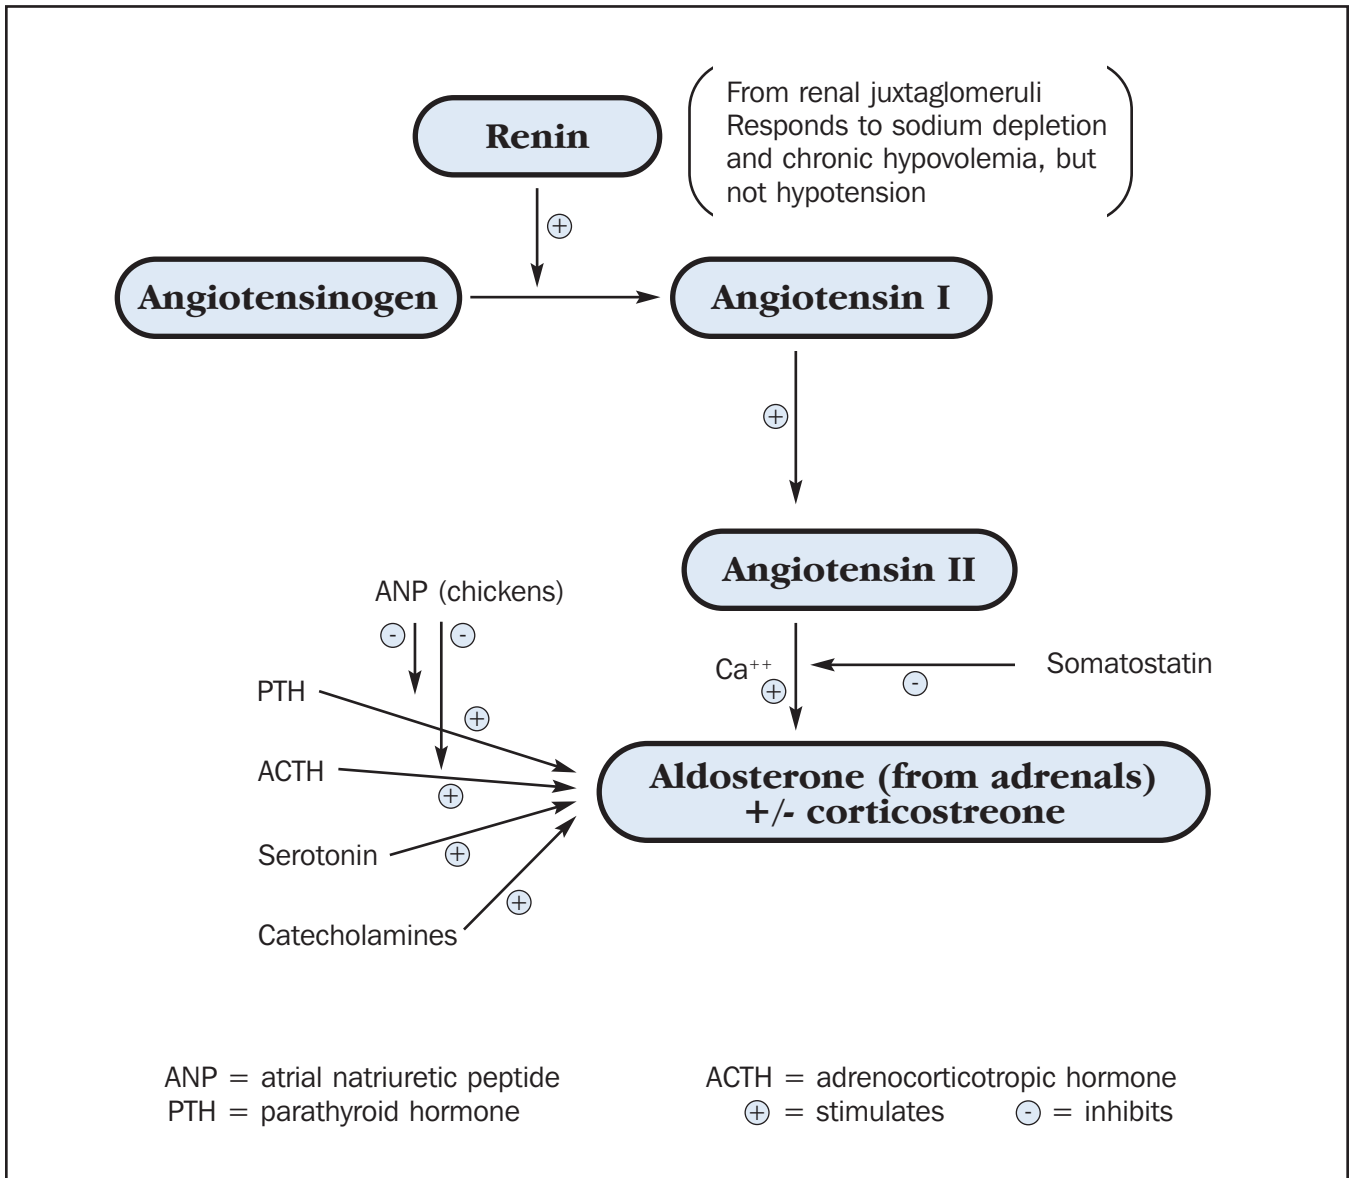 Renin
From renal juxtaglomeruli
Responds to sodium depletion
and chronic hypovolemia, but
not hypotension
+
Angiotensinogen
Angiotensin I
+
Angiotensin II
ANP (chickens)
- -
Ca++
+
-
Somatostatin
PTH
+
ACTH
+
Aldosterone (from adrenals)
+/- corticostreone
Serotonin
+
Catecholamines
+
ANP = atrial natriuretic peptide
PTH = parathyroid hormone
ACTH = adrenocorticotropic hormone
+ = stimulates - = inhibits